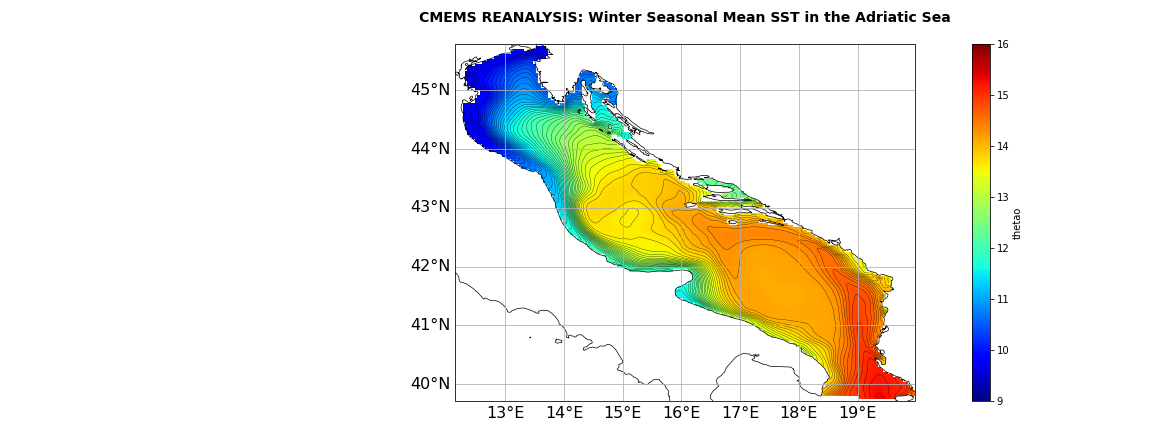 CMEMS REANALYSIS: Winter Seasonal Mean SST in the Adriatic Sea
45°N
44°N
43°N
42°N
41°N
40°N
13°E 14°E 15°E 16°E 17°E 18°E 19°E
16
15
14
13
12
11
10
9
thetao